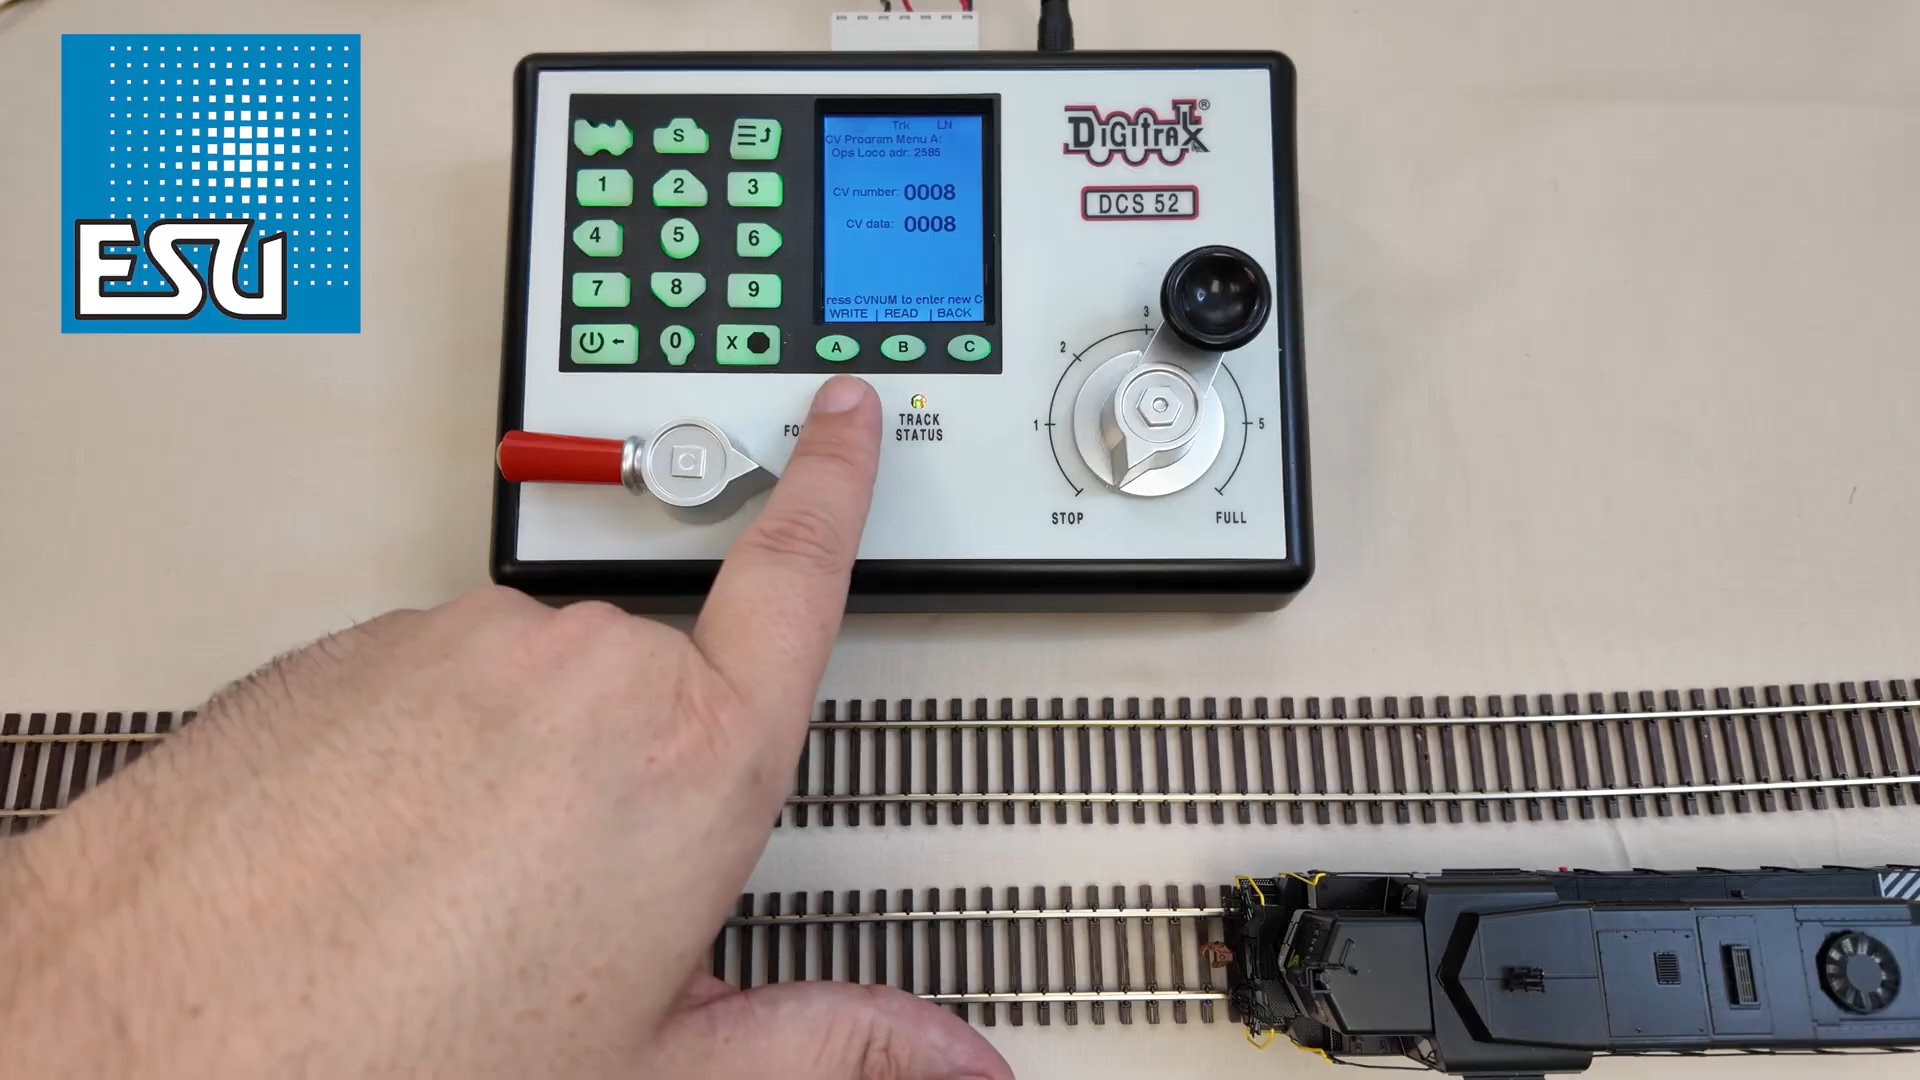 ESU
S
1 2 3
4 5 6
7 8 9
0 X
Trk LN
CV Program Menu A:
Ops Loco adr: 2585
CV number: 0008
CV data: 0008
ress CVNUM to enter new C
WRITE | READ | BACK
A B C
DIGITRAX®
DCS 52
FO
TRACK
STATUS
1 2 3 5
STOP FULL